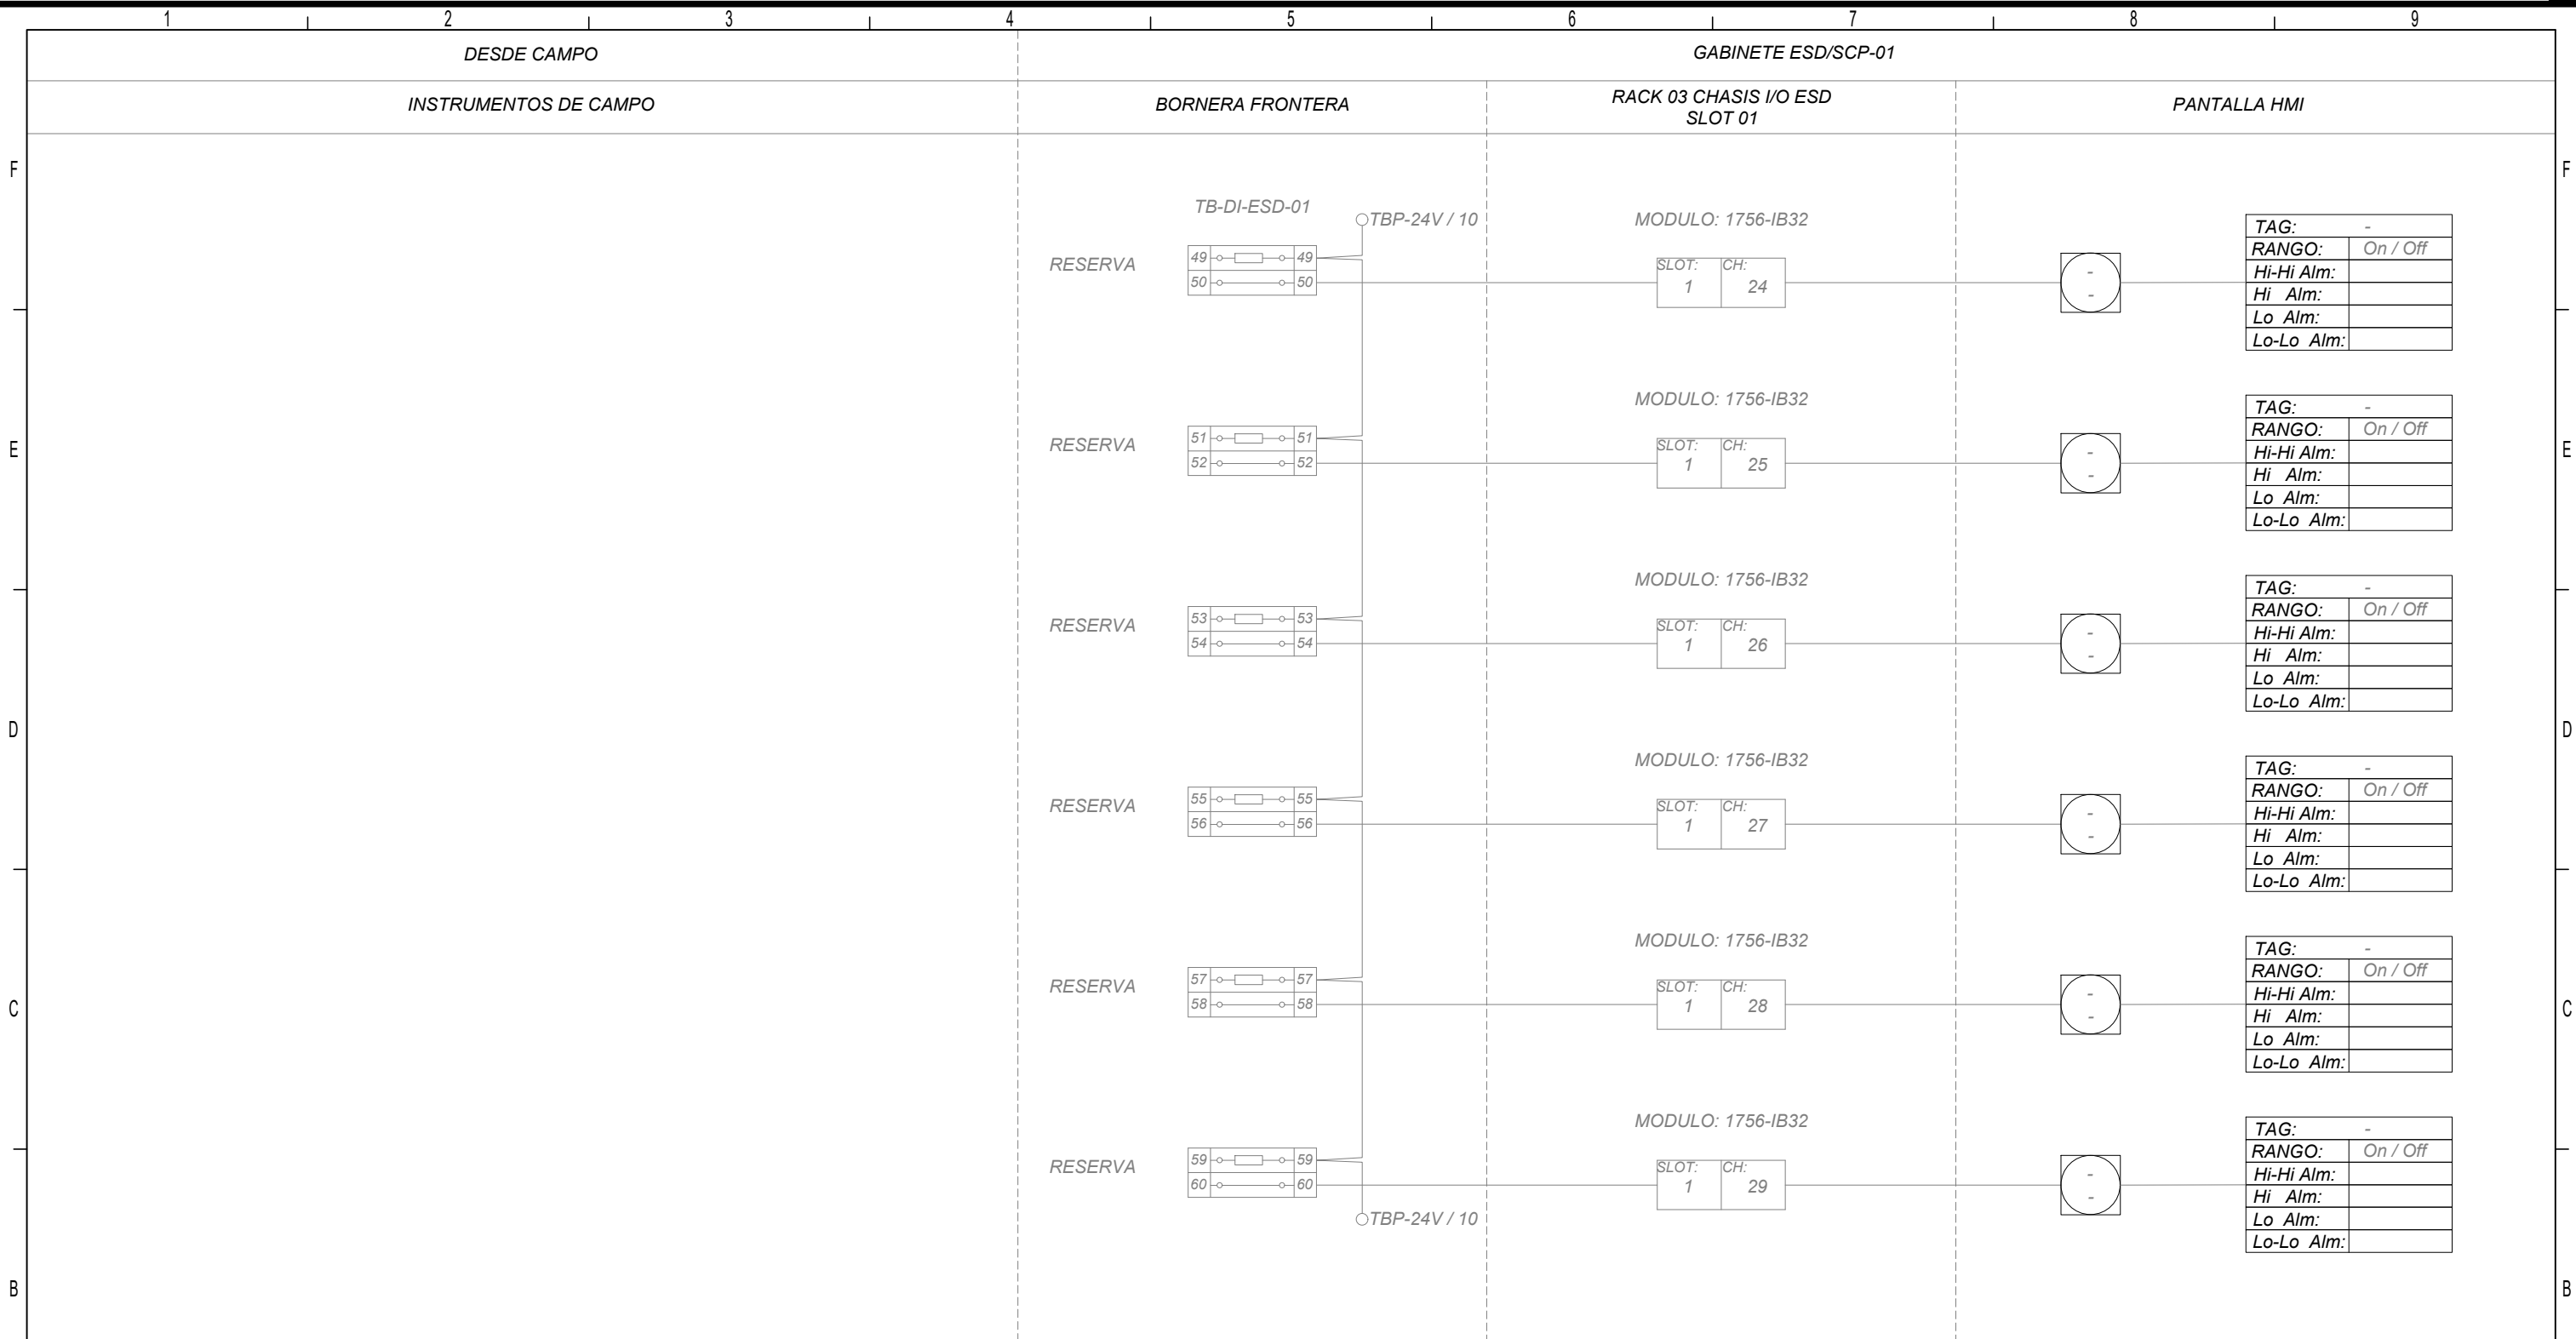 1 2 3 4 5 6 7 8 9
DESDE CAMPO
GABINETE ESD/SCP-01
INSTRUMENTOS DE CAMPO
BORNERA FRONTERA
RACK 03 CHASIS I/O ESD
SLOT 01
PANTALLA HMI
F F
TB-DI-ESD-01
TBP-24V / 10
MODULO: 1756-IB32
RESERVA
49 49
50 50
SLOT: CH:
1 24
-
-
TAG: -
RANGO: On / Off
Hi-Hi Alm:
Hi Alm:
Lo Alm:
Lo-Lo Alm:
E E
MODULO: 1756-IB32
RESERVA
51 51
52 52
SLOT: CH:
1 25
-
-
TAG: -
RANGO: On / Off
Hi-Hi Alm:
Hi Alm:
Lo Alm:
Lo-Lo Alm:
MODULO: 1756-IB32
RESERVA
53 53
54 54
SLOT: CH:
1 26
-
-
TAG: -
RANGO: On / Off
Hi-Hi Alm:
Hi Alm:
Lo Alm:
Lo-Lo Alm:
D D
MODULO: 1756-IB32
RESERVA
55 55
56 56
SLOT: CH:
1 27
-
-
TAG: -
RANGO: On / Off
Hi-Hi Alm:
Hi Alm:
Lo Alm:
Lo-Lo Alm:
MODULO: 1756-IB32
RESERVA
57 57
58 58
SLOT: CH:
1 28
-
-
TAG: -
RANGO: On / Off
Hi-Hi Alm:
Hi Alm:
Lo Alm:
Lo-Lo Alm:
C C
MODULO: 1756-IB32
RESERVA
59 59
60 60
SLOT: CH:
1 29
-
-
TAG: -
RANGO: On / Off
Hi-Hi Alm:
Hi Alm:
Lo Alm:
Lo-Lo Alm:
TBP-24V / 10
B B